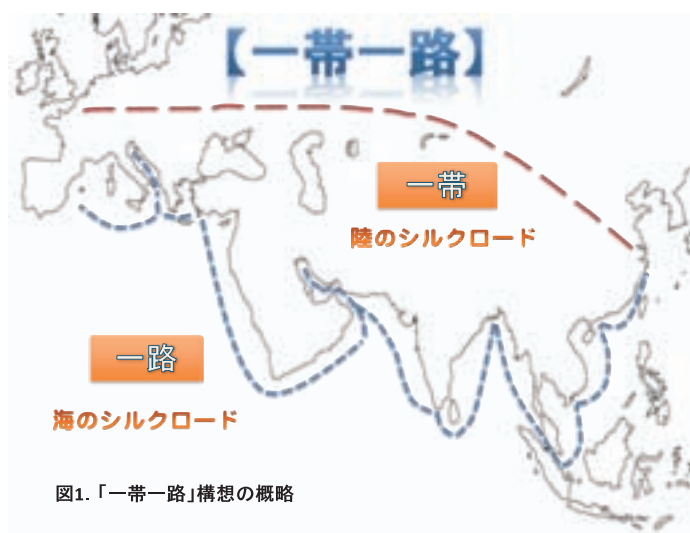 【一帯一路】
一帯
陸のシルクロード
一路
海のシルクロード
図1.「一帯一路」構想の概略